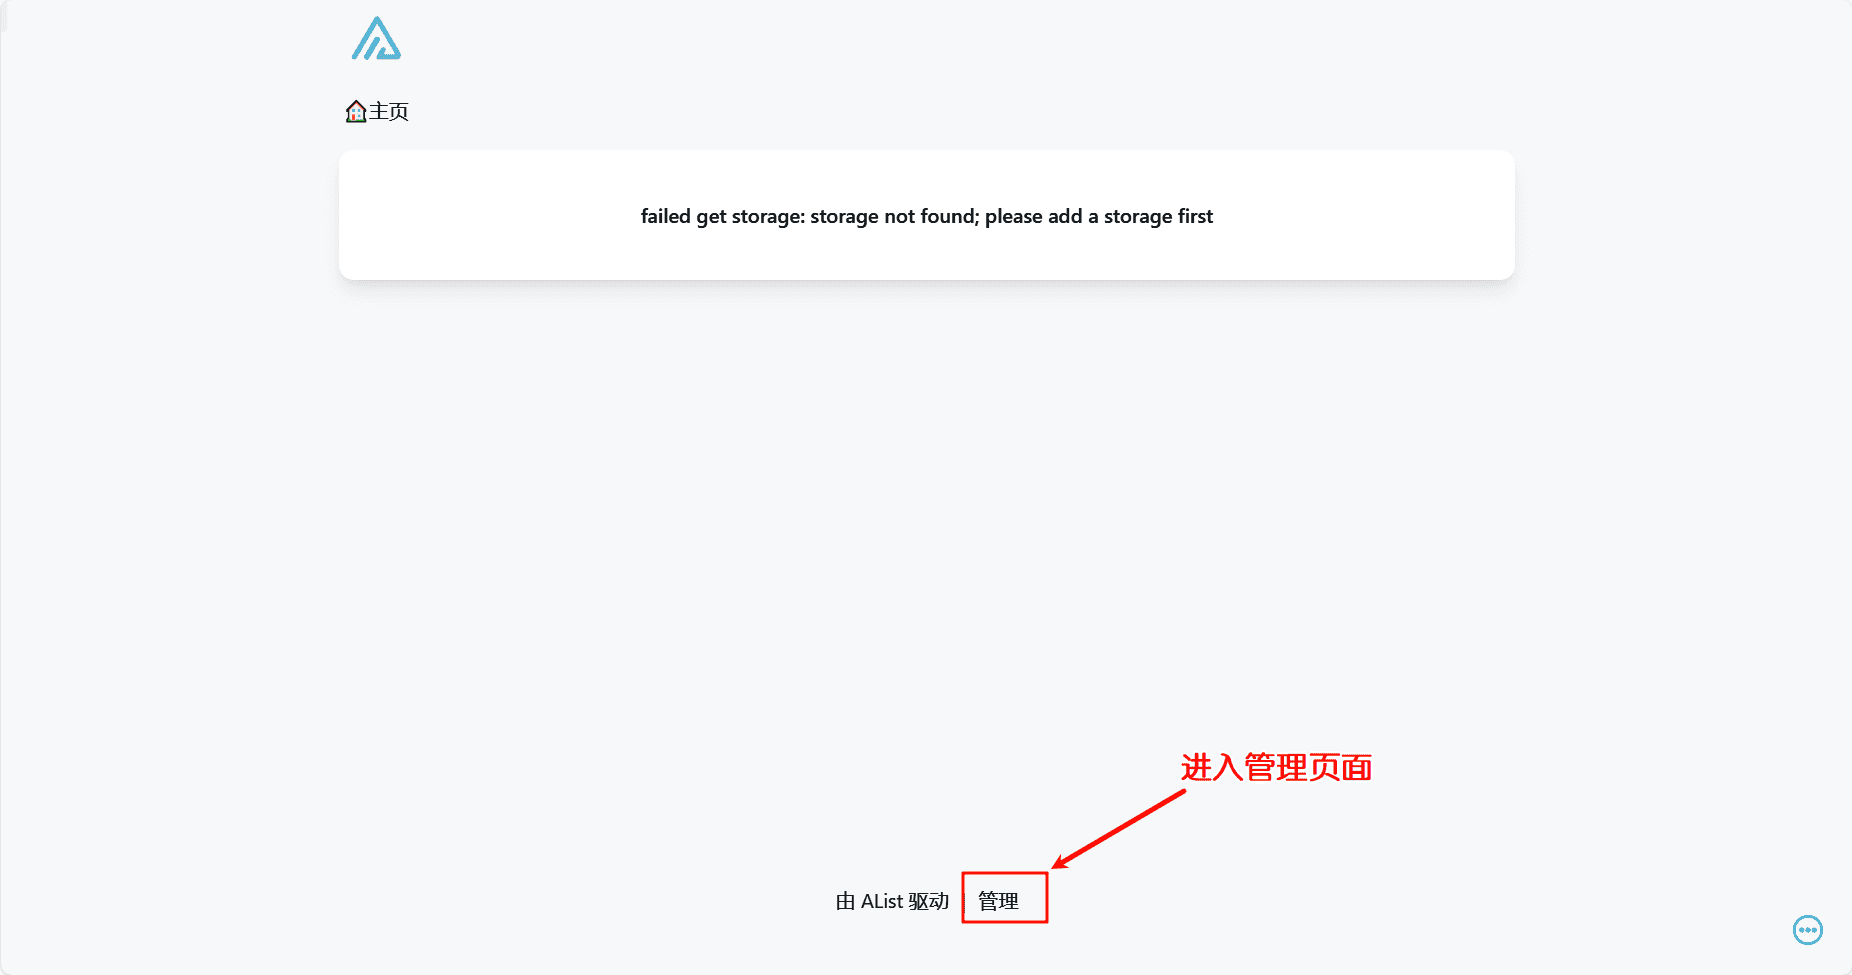 主页
failed get storage: storage not found; please add a storage first
进入管理页面
由 AList 驱动 | 管理